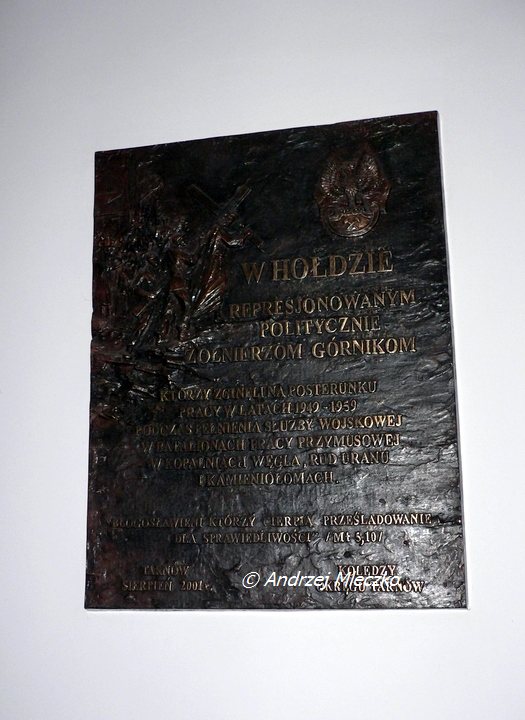 W HOŁDZIE
REPRESJONOWANYM
POLITYCZNIE
ŻOŁNIERZOM GÓRNIKOM
KTÓRZY ZGINĘLI NA POSTERUNKU
PRACY W LATACH 1949-1959
PODCZAS PEŁNIENIA SŁUŻBY WOJSKOWEJ
W BATALIONACH PRACY PRZYMUSOWEJ
W KOPALNIACH WĘGLA, RUD URANU
I KAMIENIOŁOMACH.
"BŁOGOSŁAWIENI KTÓRZY CIERPIĄ PRZEŚLADOWANIE
DLA SPRAWIEDLIWOŚCI" /Mt 5,10/
TARNÓW
SIERPIEŃ 2001 r.
KOLEDZY
OKRĘGU TARNÓW
© Andrzej Mleczko